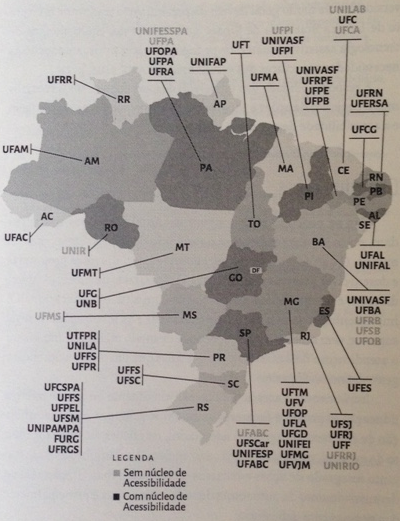 UNILAB
UFC
UFCA
UNIFESSPA
UFPA
UFOPA
UFPA
UFRA
UFPI
UNIVASF
UFPI
UFT
UNIFAP
UNIVASF
UFRPE
UFPE
UFPB
UFRR
UFMA
UFRN
UFERSA
RR
AP
UFCG
UFAM
AM
PA
MA
CE
RN
PB
PI
PE
AL
SE
AC
RO
TO
UFAC
BA
UNIR
MT
UFAL
UNIFAL
UFMT
GO
DF
UFG
UNB
UNIVASF
UFBA
UFRB
UFSB
UFOB
MG
ES
UFMS
MS
SP
RJ
UTFPR
UNILA
UFFS
UFPR
PR
UFFS
UFSC
SC
UFES
UFCSPA
UFFS
UFPEL
UFSM
UNIPAMPA
FURG
UFRGS
RS
UFABC
UFSCar
UNIFESP
UFABC
UFTM
UFV
UFOP
UFLA
UFGD
UNIFEI
UFMG
UFVJM
UFSJ
UFRJ
UFF
UFRRJ
UNIRIO
LEGENDA
Sem núcleo de
Acessibilidade
Com núcleo de
Acessibilidade